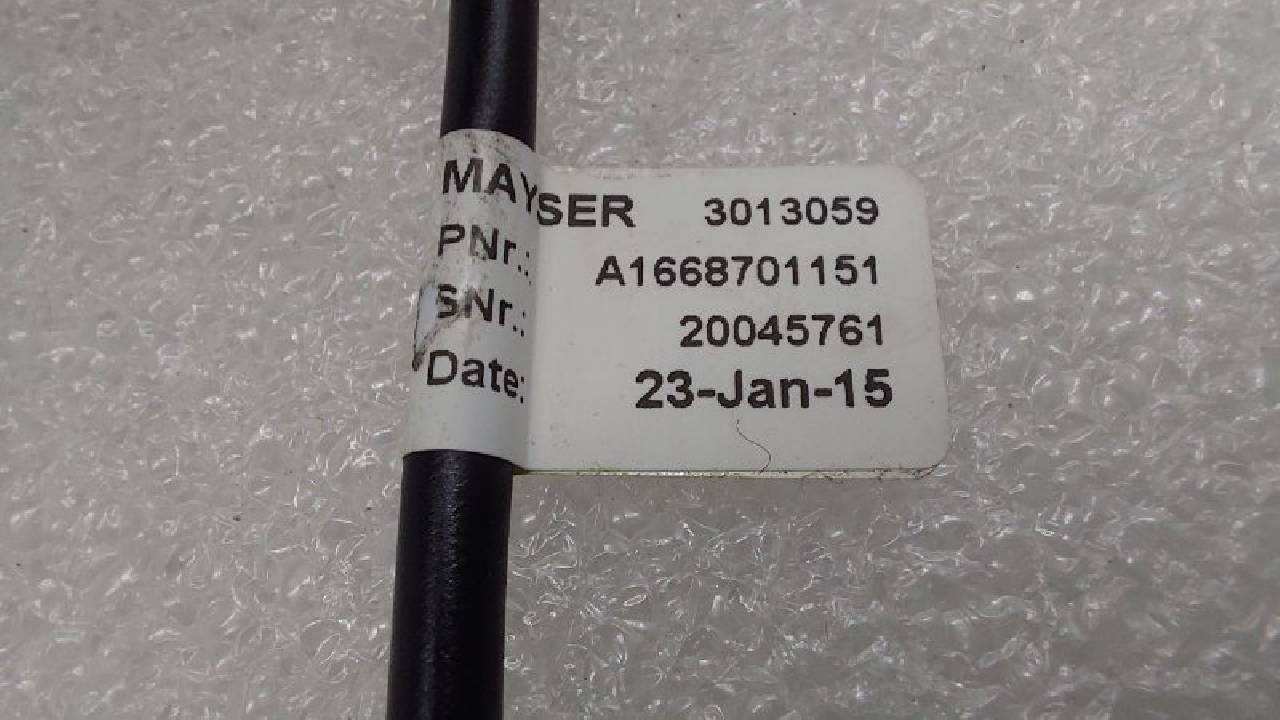 MAYSER 3013059
PNr.: A1668701151
SNr.: 20045761
Date: 23-Jan-15